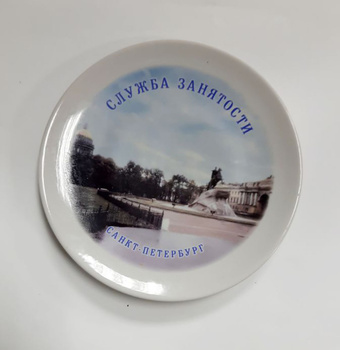 СЛУЖБА ЗАНЯТОСТИ
САНКТ ПЕТЕРБУРГ